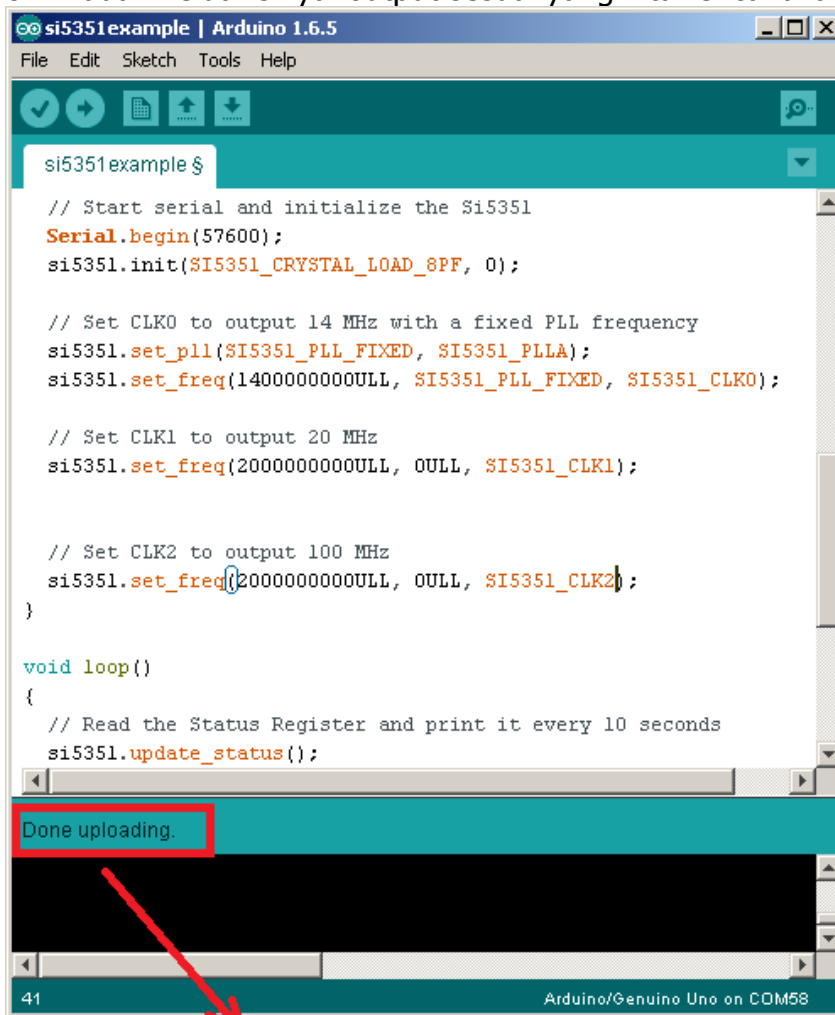 si5351example | Arduino 1.6.5
File Edit Sketch Tools Help
si5351example §
// Start serial and initialize the Si5351
Serial.begin(57600);
si5351.init(SI5351_CRYSTAL_LOAD_8PF, 0);
// Set CLK0 to output 14 MHz with a fixed PLL frequency
si5351.set_pll(SI5351_PLL_FIXED, SI5351_PLLA);
si5351.set_freq(1400000000ULL, SI5351_PLL_FIXED, SI5351_CLK0);
// Set CLK1 to output 20 MHz
si5351.set_freq(2000000000ULL, 0ULL, SI5351_CLK1);
// Set CLK2 to output 100 MHz
si5351.set_freq(2000000000ULL, 0ULL, SI5351_CLK2);
}
void loop()
{
// Read the Status Register and print it every 10 seconds
si5351.update_status();
Done uploading.
41 Arduino/Genuino Uno on COM58